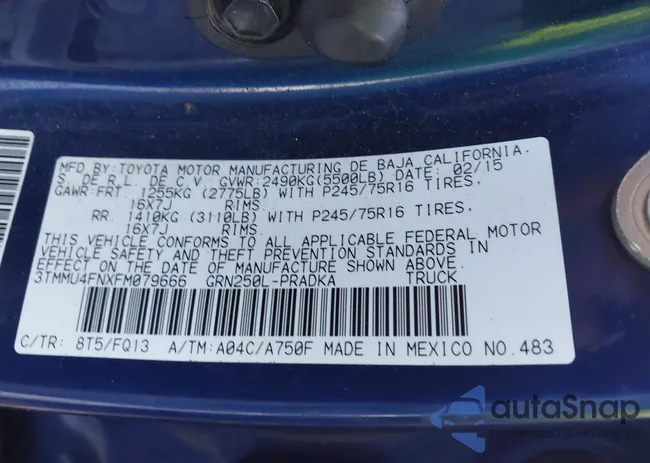 MFD.BY:TOYOTA MOTOR MANUFACTURING DE BAJA CALIFORNIA.
S. DE R.L. DE C.V. GVWR:2490KG(5500LB) DATE: 02/15
GAWR:FRT. 1255KG (2775LB) WITH P245/75R16 TIRES,
16X7J RIMS
RR. 1410KG (3110LB) WITH P245/75R16 TIRES,
16X7J RIMS.
THIS VEHICLE CONFORMS TO ALL APPLICABLE FEDERAL MOTOR
VEHICLE SAFETY AND THEFT PREVENTION STANDARDS IN
EFFECT ON THE DATE OF MANUFACTURE SHOWN ABOVE.
3TMMU4FNXFM079666 GRN250L-PRADKA TRUCK
C/TR: 8T5/FQ13 A/TM:A04C/A750F MADE IN MEXICO NO.483
autaSnap